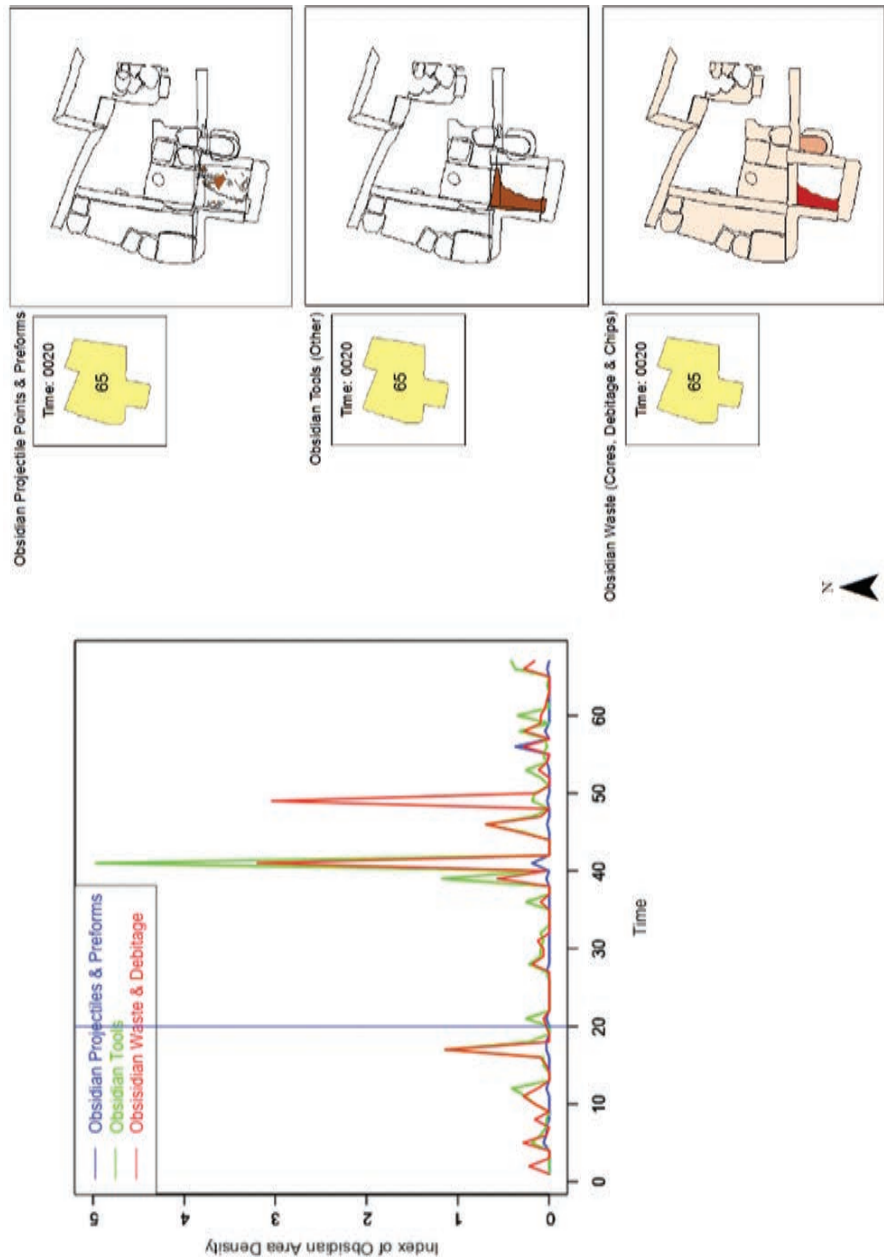 Obsidian Projectile Points & Preforms
Time: 0020
65
Obsidian Tools (Other)
Time: 0020
65
Obsidian Waste (Cores, Debitage & Chips)
Time: 0020
65
N
Obsidian Projectiles & Preforms
Obsidian Tools
Obsisidian Waste & Debitage
Index of Obsidian Area Density
5
4
3
2
1
0
0 10 20 30 40 50 60
Time